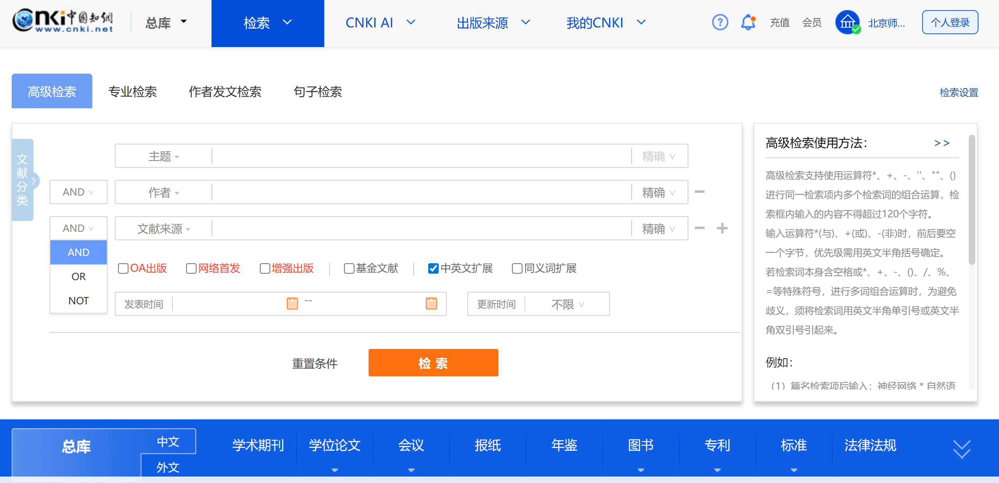 Cnki中国知网
www.cnki.net
总库
检索
CNKI AI
出版来源
我的CNKI
充值
会员
北京师...
个人登录
高级检索
专业检索
作者发文检索
句子检索
检索设置
文献分类
主题
精确
AND
作者
精确
AND
文献来源
精确
AND
OR
NOT
OA出版
网络首发
增强出版
基金文献
中英文扩展
同义词扩展
发表时间
--
更新时间
不限
重置条件
检索
高级检索使用方法：
>>
高级检索支持使用运算符*、+、-、''、""、()
进行同一检索项内多个检索词的组合运算，检
索框内输入的内容不得超过120个字符。
输入运算符*(与)、+(或)、-(非)时，前后要空
一个字节，优先级需用英文半角括号确定。
若检索词本身含空格或*、+、-、()、/、%、
=等特殊符号，进行多词组合运算时，为避免
歧义，须将检索词用英文半角单引号或英文半
角双引号引起来。
例如：
（1）篇名检索项后输入：神经网络 * 自然语
总库
中文
外文
学术期刊
学位论文
会议
报纸
年鉴
图书
专利
标准
法律法规